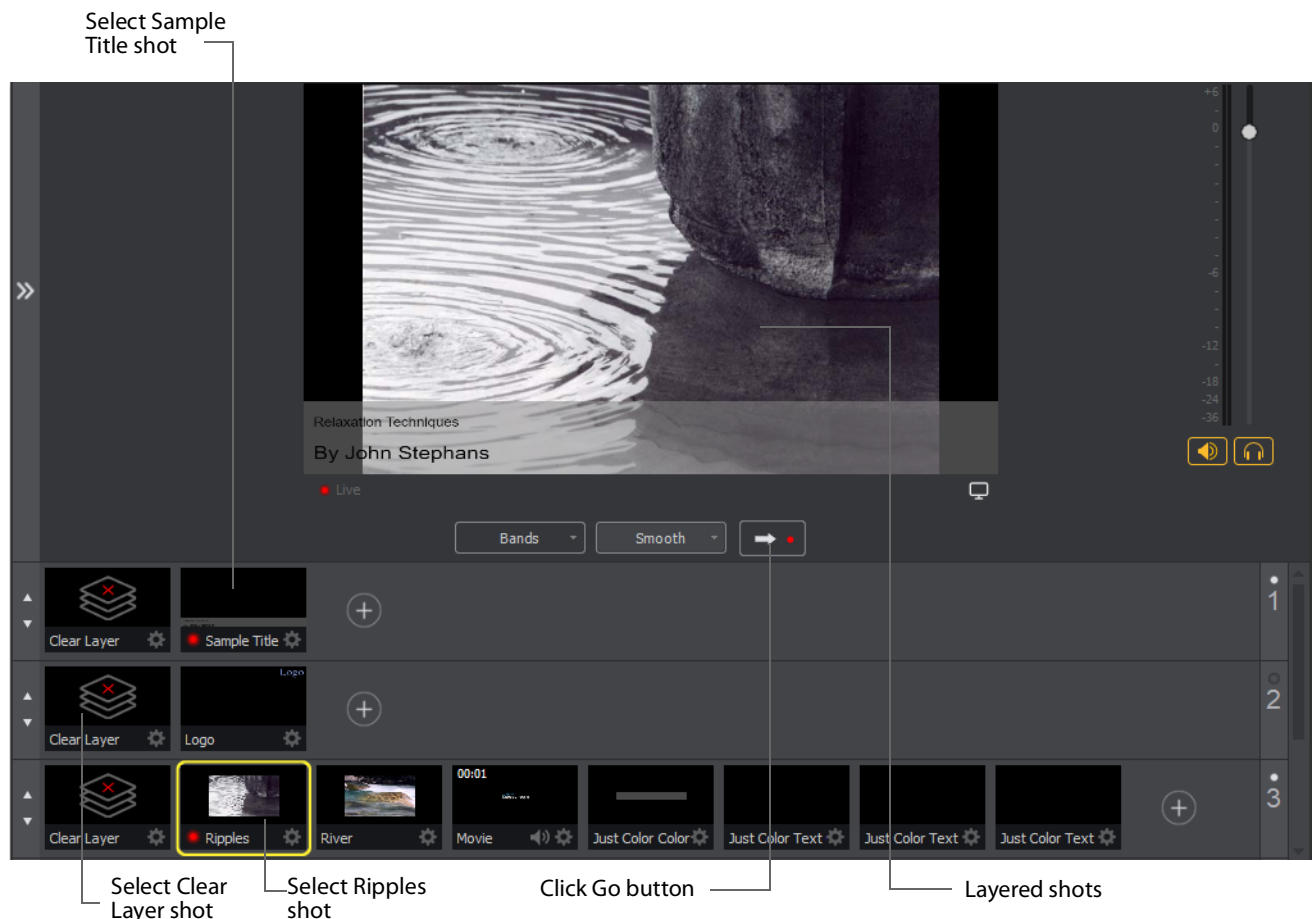 Select Sample
Title shot
+6
0
-6
-12
-18
-24
-36
Relaxation Techniques
By John Stephans
Live
Bands
Smooth
Clear Layer
Sample Title
1
Logo
Clear Layer
Logo
2
00:01
Clear Layer
Ripples
River
Movie
Just Color Color
Just Color Text
Just Color Text
Just Color Text
3
Select Clear
Layer shot
Select Ripples
shot
Click Go button
Layered shots